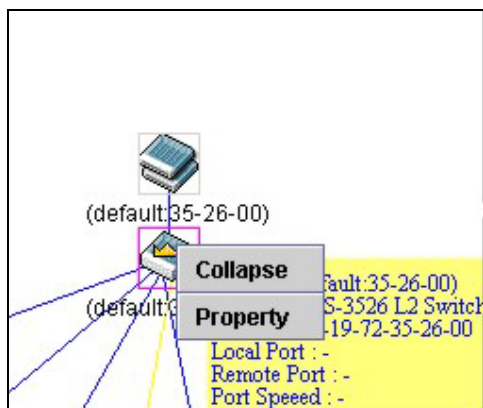 (default:35-26-00)
Collapse
Property
(default:
fault:35-26-00)
S-3526 L2 Switch
-19-72-35-26-00
Local Port : -
Remote Port : -
Port Speeed : -